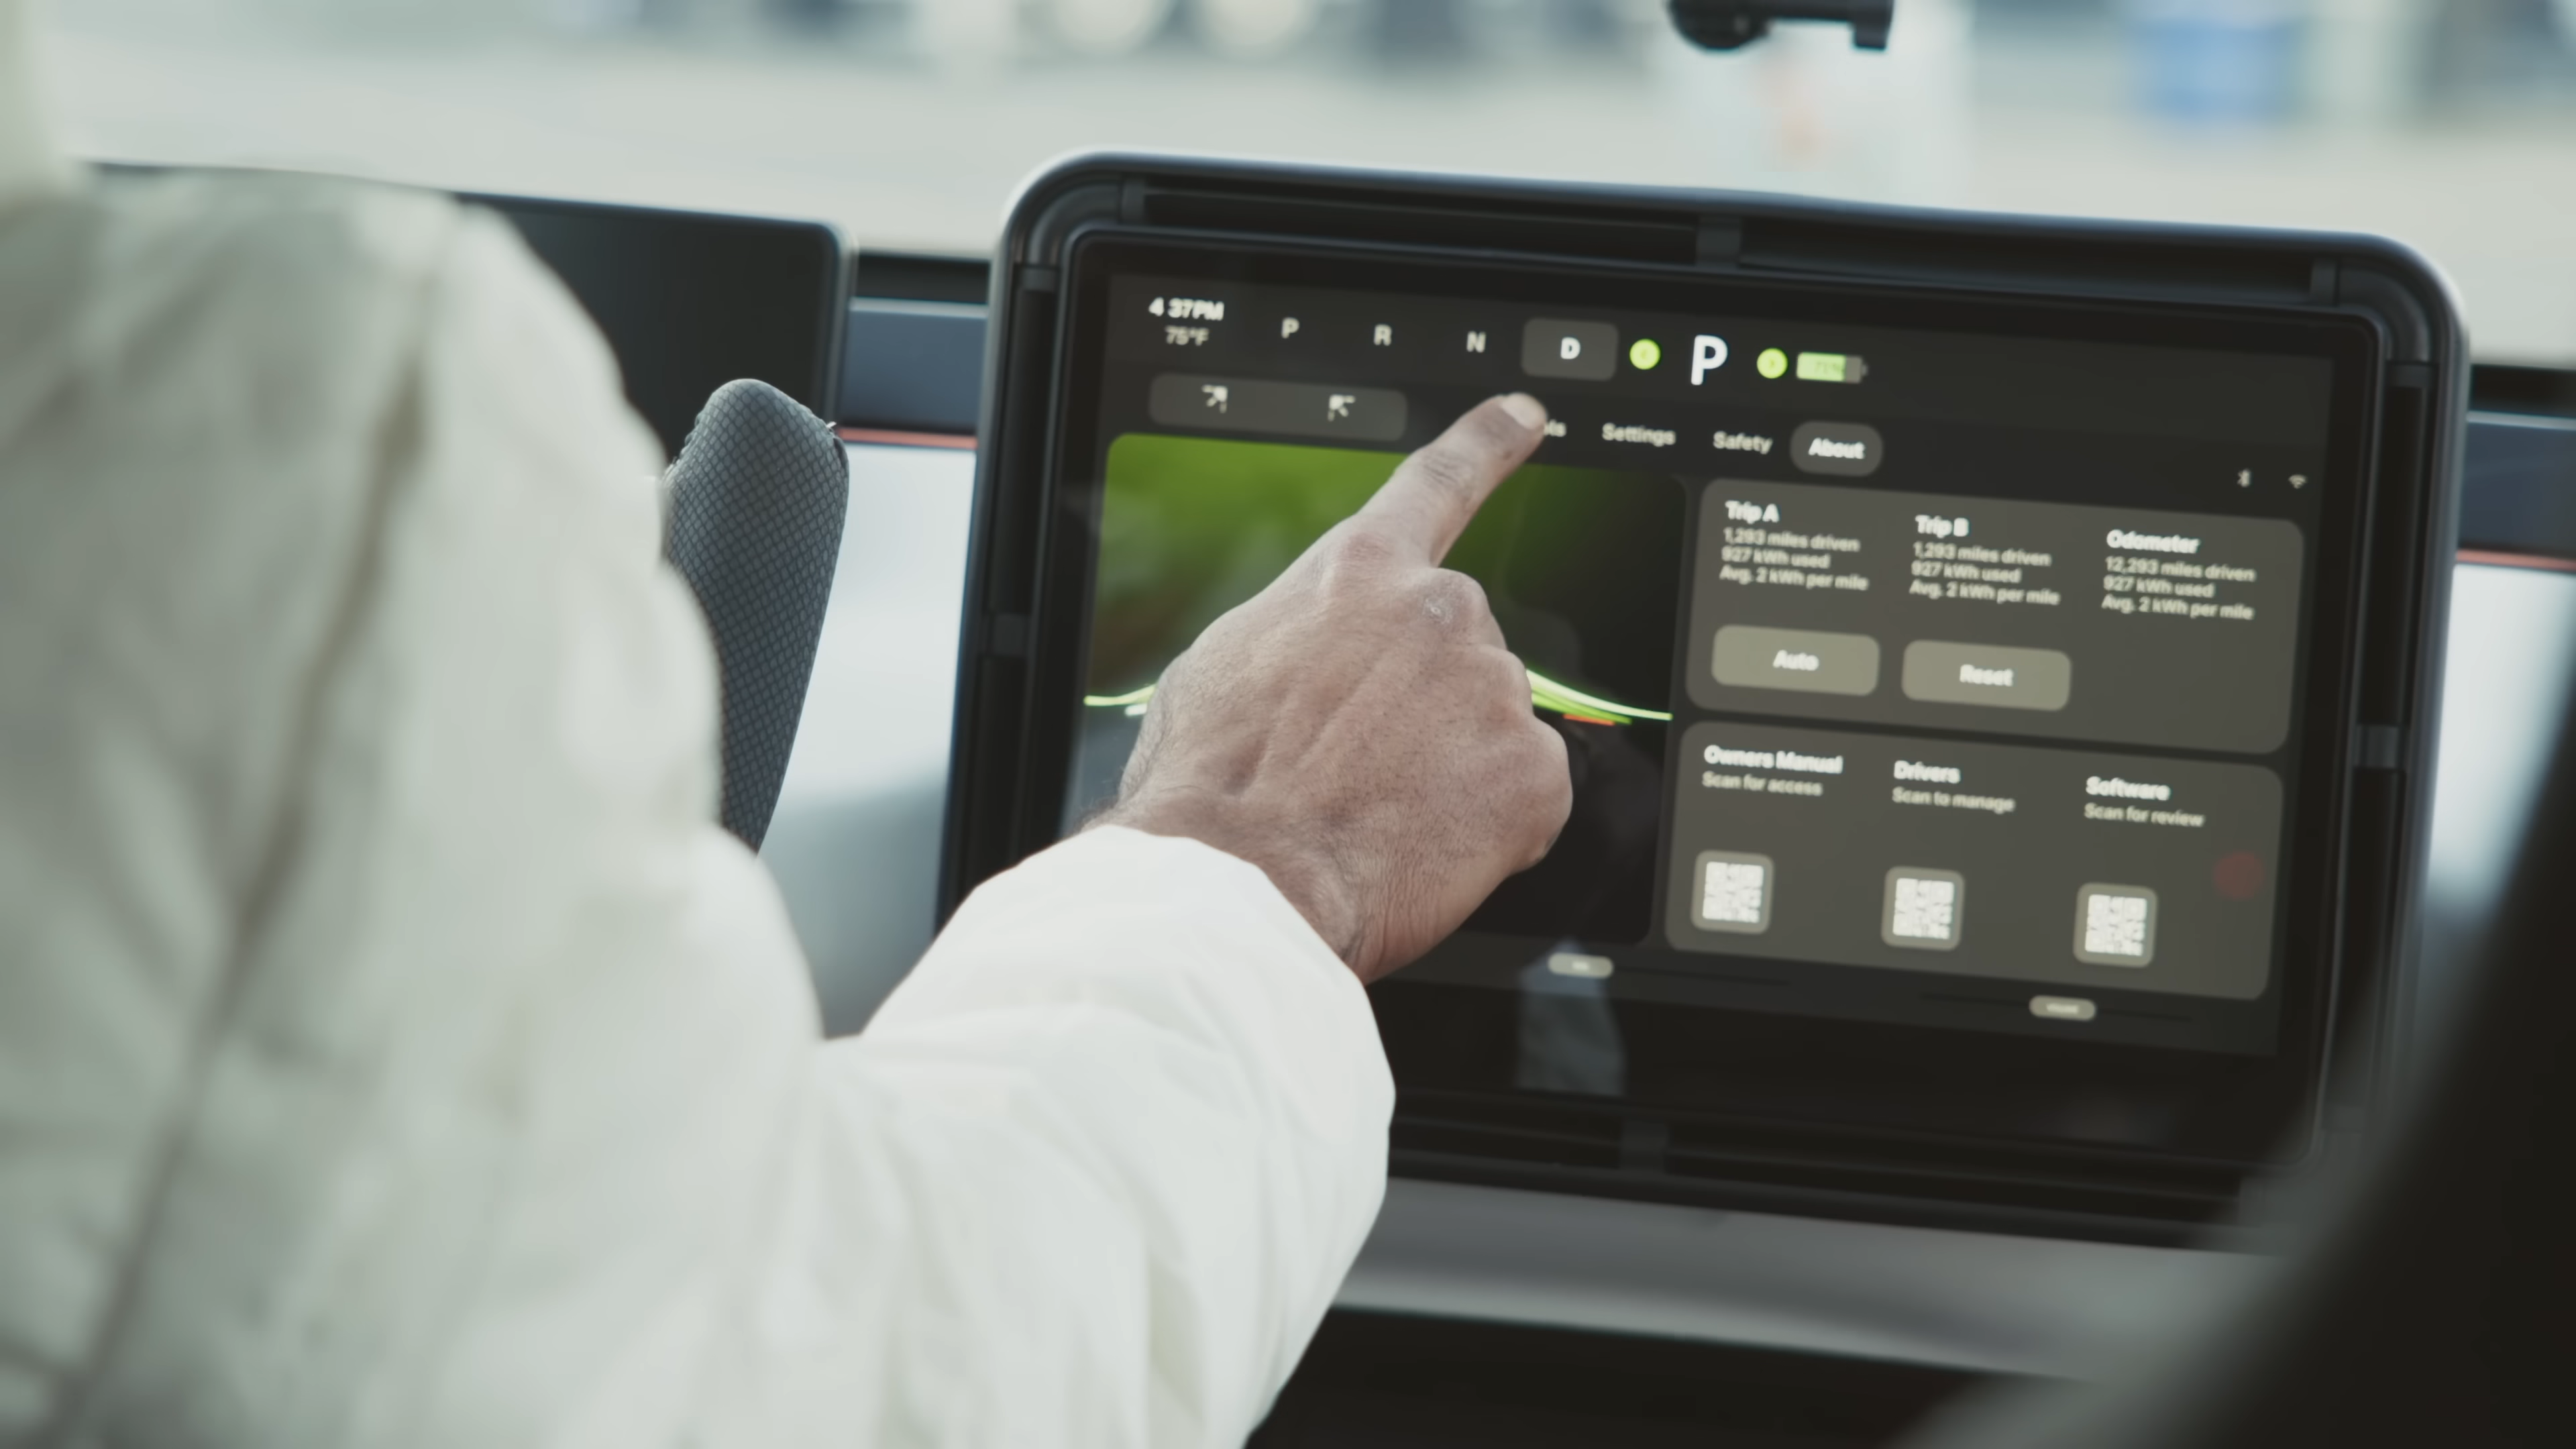 4 37PM
75°F
P R N D
P
71%
Settings Safety About
Trip A
1,293 miles driven
927 kWh used
Avg. 2 kWh per mile
Trip B
1,293 miles driven
927 kWh used
Avg. 2 kWh per mile
Odometer
12,293 miles driven
927 kWh used
Avg. 2 kWh per mile
Auto
Reset
Owners Manual
Scan for access
Drivers
Scan to manage
Software
Scan for review